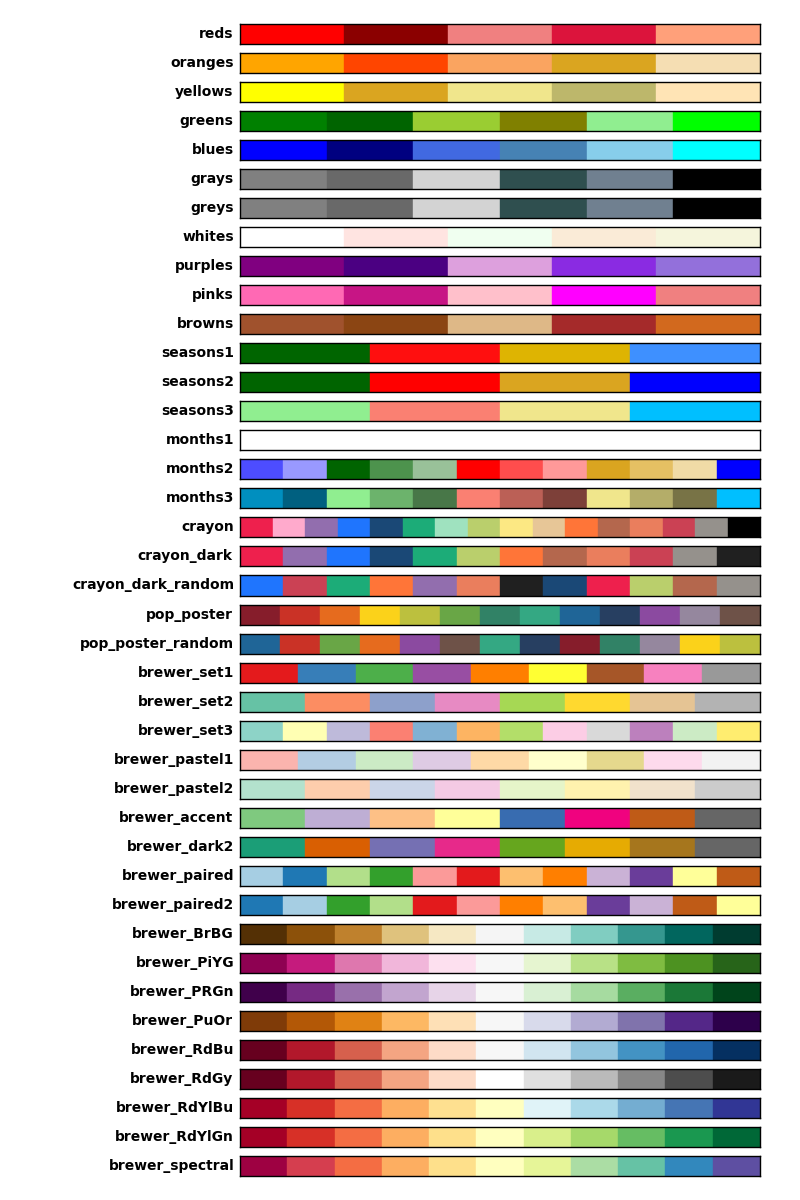 reds
oranges
yellows
greens
blues
grays
greys
whites
purples
pinks
browns
seasons1
seasons2
seasons3
months1
months2
months3
crayon
crayon_dark
crayon_dark_random
pop_poster
pop_poster_random
brewer_set1
brewer_set2
brewer_set3
brewer_pastel1
brewer_pastel2
brewer_accent
brewer_dark2
brewer_paired
brewer_paired2
brewer_BrBG
brewer_PiYG
brewer_PRGn
brewer_PuOr
brewer_RdBu
brewer_RdGy
brewer_RdYlBu
brewer_RdYlGn
brewer_spectral